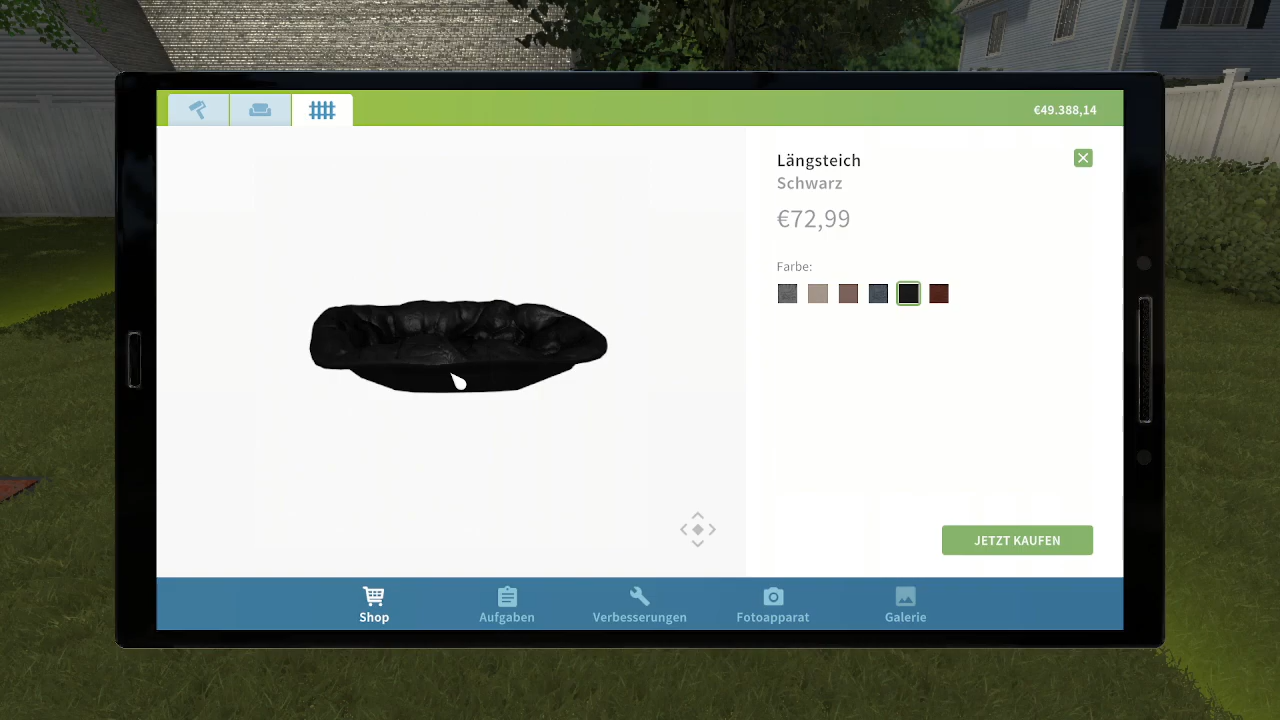 €49.388,14
Längsteich
Schwarz
€72,99
Farbe:
JETZT KAUFEN
Shop
Aufgaben
Verbesserungen
Fotoapparat
Galerie